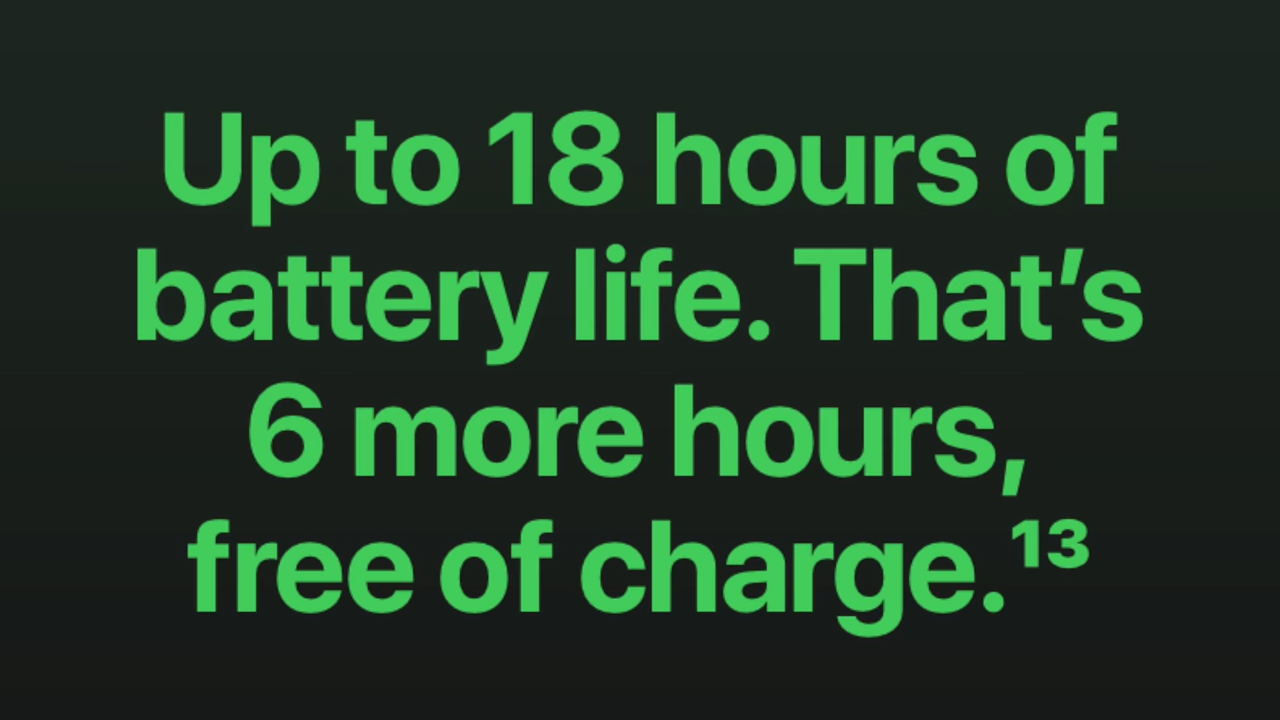 Up to 18 hours of
battery life. That’s
6 more hours,
free of charge.¹³